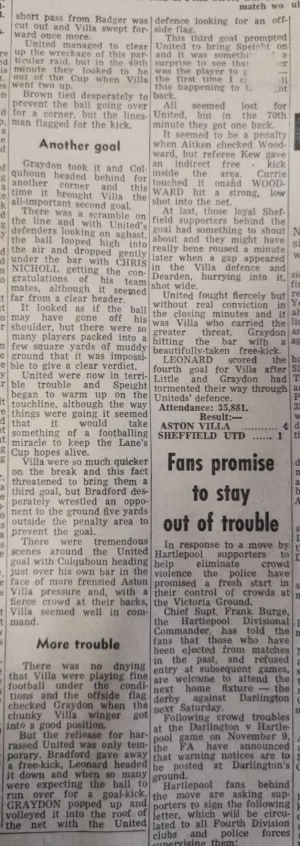 match wo
short pass from Badger was
cut out and Villa swept for-
ward once more.
United managed to clear
up the wreckage of this par-
ticular raid, but in the 49th
minute they looked to be
out of the Cup when Villa
went two up.
Brown tied desperately to
prevent the ball going over
for a corner, but the lines-
man flagged for the kick.
Another goal
Graydon took it and Col-
quhoun headed behind for
another corner and this
time it brought Villa the
all-important second goal.
There was a scramble on
the line and with United's
defenders looking on aghast,
the ball looped high into
the air and dropped gently
under the bar with CHRIS
NICHOLL getting the con-
gratulations of his team
mates, although it seemed
far from a clear header.
It looked as if the ball
may have gone off his
shoulder, but there were so
many players packed into a
few square yards of muddy
ground that it was impossi-
ble to give a clear verdict.
United were now in terri-
ble trouble and Speight
began to warm up on the
touchline, although the way
things were going it seemed
that it would take
something of a footballing
miracle to keep the Lane's
Cup hopes alive.
Villa were so much quicker
on the break and this fact
threatened to bring them a
third goal, but Bradford des-
perately wrestled an oppo-
nent to the ground five yards
outside the penalty area to
prevent the goal.
There were tremendous
scenes around the United
goal with Colquhoun heading
just over his own bar in the
face of more frenzied Aston
Villa pressure and, with a
fierce crowd at their backs,
Villa seemed well in com-
mand.
More trouble
There was no dnying
that Villa were playing fine
football under the condi-
tions and the offside flag
checked Graydon when the
chunky Villa winger got
into a good position.
But the release for har-
rassed United was only tem-
porary. Bradford gave away
a free-kick, Leonard headed
it down and when so many
were expecting the ball to
run over for a goal-kick,
GRAYDON popped up and
volleyed it into the roof of
the net with the United
defence looking for an off-
side flag.
This third goal prompted
United to bring Speight on
and it was somethin
surprise to see that
was the player to g
the first time I
this happening to
back.
All seemed lost for
United, but in the 70th
minute they got one back.
It seemed to be a penalty
when Aitken checked Wood-
ward, but referee Kew gave
an indirect free - kick
inside the area. Currie
touched it omahd WOOD-
WARD hit a strong, low
shot into the net.
At last, those loyal Shef-
field supporters behind the
goal had something to shout
about and they might have
really bene roused a minute
later when a gap appeared
in the Villa defence and
Dearden, hurrying into it,
shot wide.
United fought fiercely but
without real conviction in
the closing minutes and it
was Villa who carried the
greater threat, Graydon
hitting the bar with a
beautifully-taken free-kick.
LEONARD scored the
fourth goal for Villa after
Little and Graydon had
tormented their way through
Uniteds' defence.
Attendance: 35,881.
Result:—
ASTON VILLA ............ 4
SHEFFIELD UTD ...... 1
Fans promise
to stay
out of trouble
In response to a move by
Hartlepool supporters to
help eliminate crowd
violence the police have
promised a fresh start in
their control of crowds at
the Victoria Ground.
Chief Supt. Frank Burge,
the Hartlepool Divisional
Commander, has told the
fans that those who have
been ejected from matches
in the past, and refused
entry at subsequent games,
are welcome to attend the
next home fixture — the
derby against Darlington
next Saturday.
Following crowd troubles
at the Darlington v Hartle-
pool game on November 9,
the FA have announced
that warning notices are to
be posted at Darlington's
ground.
Hartlepool fans behind
the move are asking sup-
porters to sign the following
letter, which will be circu-
lated to all Fourth Division
clubs and police forces
supervising them: